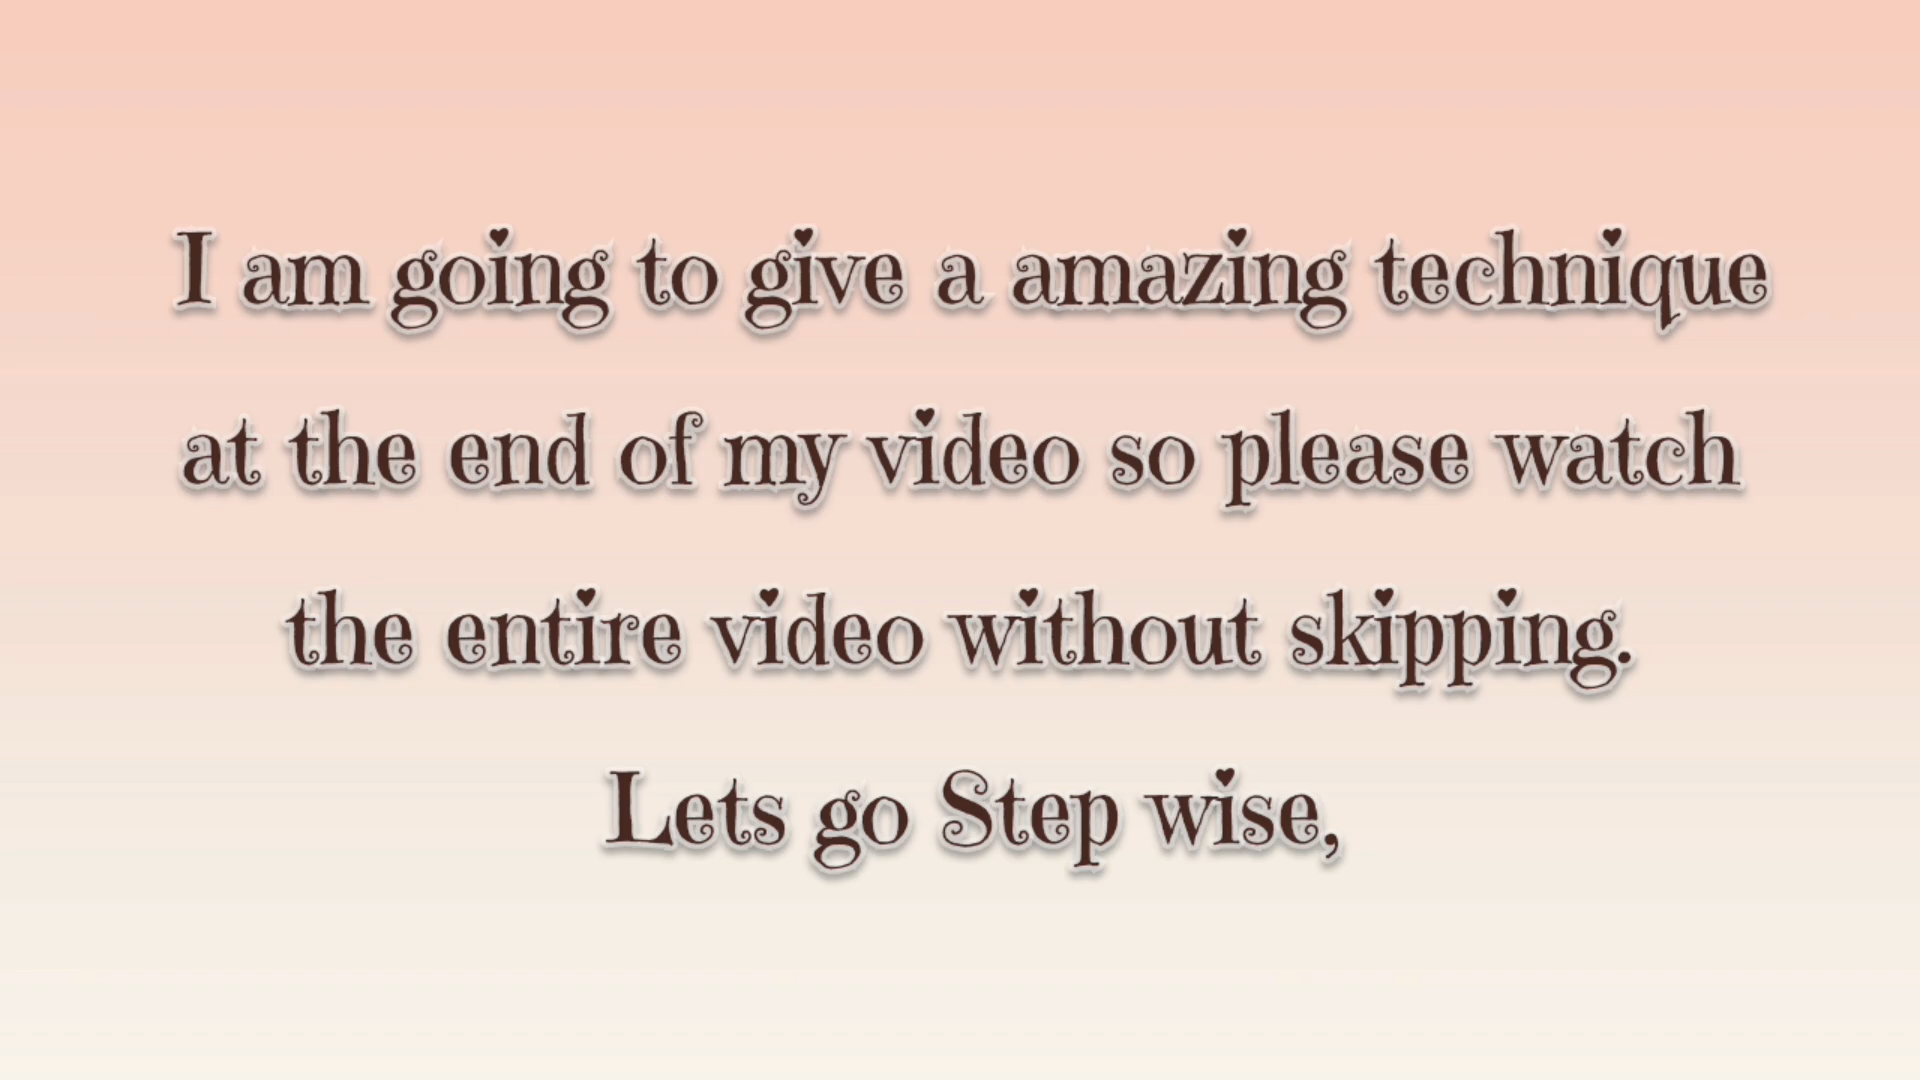 I am going to give a amazing technique
at the end of my video so please watch
the entire video without skipping.
Lets go Step wise,